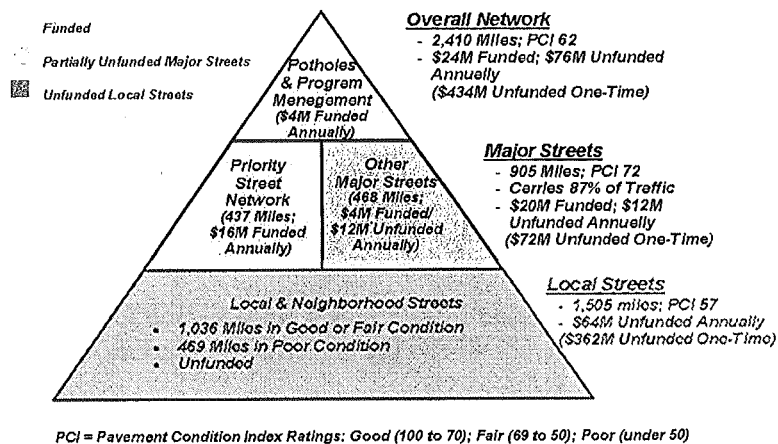 Funded
Partially Unfunded Major Streets
Unfunded Local Streets
Potholes
& Program
Menegement
($4M Funded
Annually)
Priority
Street
Network
(437 Miles;
$16M Funded
Annually)
Other
Major Streets
(468 Miles;
$4M Funded/
$12M Unfunded
Annually)
Local & Neighborhood Streets
• 1,036 Miles in Good or Fair Condition
• 469 Miles in Poor Condition
• Unfunded
Overall Network
- 2,410 Miles; PCI 62
- $24M Funded; $76M Unfunded
Annually
($434M Unfunded One-Time)
Major Streets
- 905 Miles; PCI 72
- Carries 87% of Traffic
- $20M Funded; $12M
Unfunded Annually
($72M Unfunded One-Time)
Local Streets
- 1,505 miles; PCI 57
- $64M Unfunded Annually
($362M Unfunded One-Time)
PCI = Pavement Condition Index Ratings: Good (100 to 70); Fair (69 to 50); Poor (under 50)